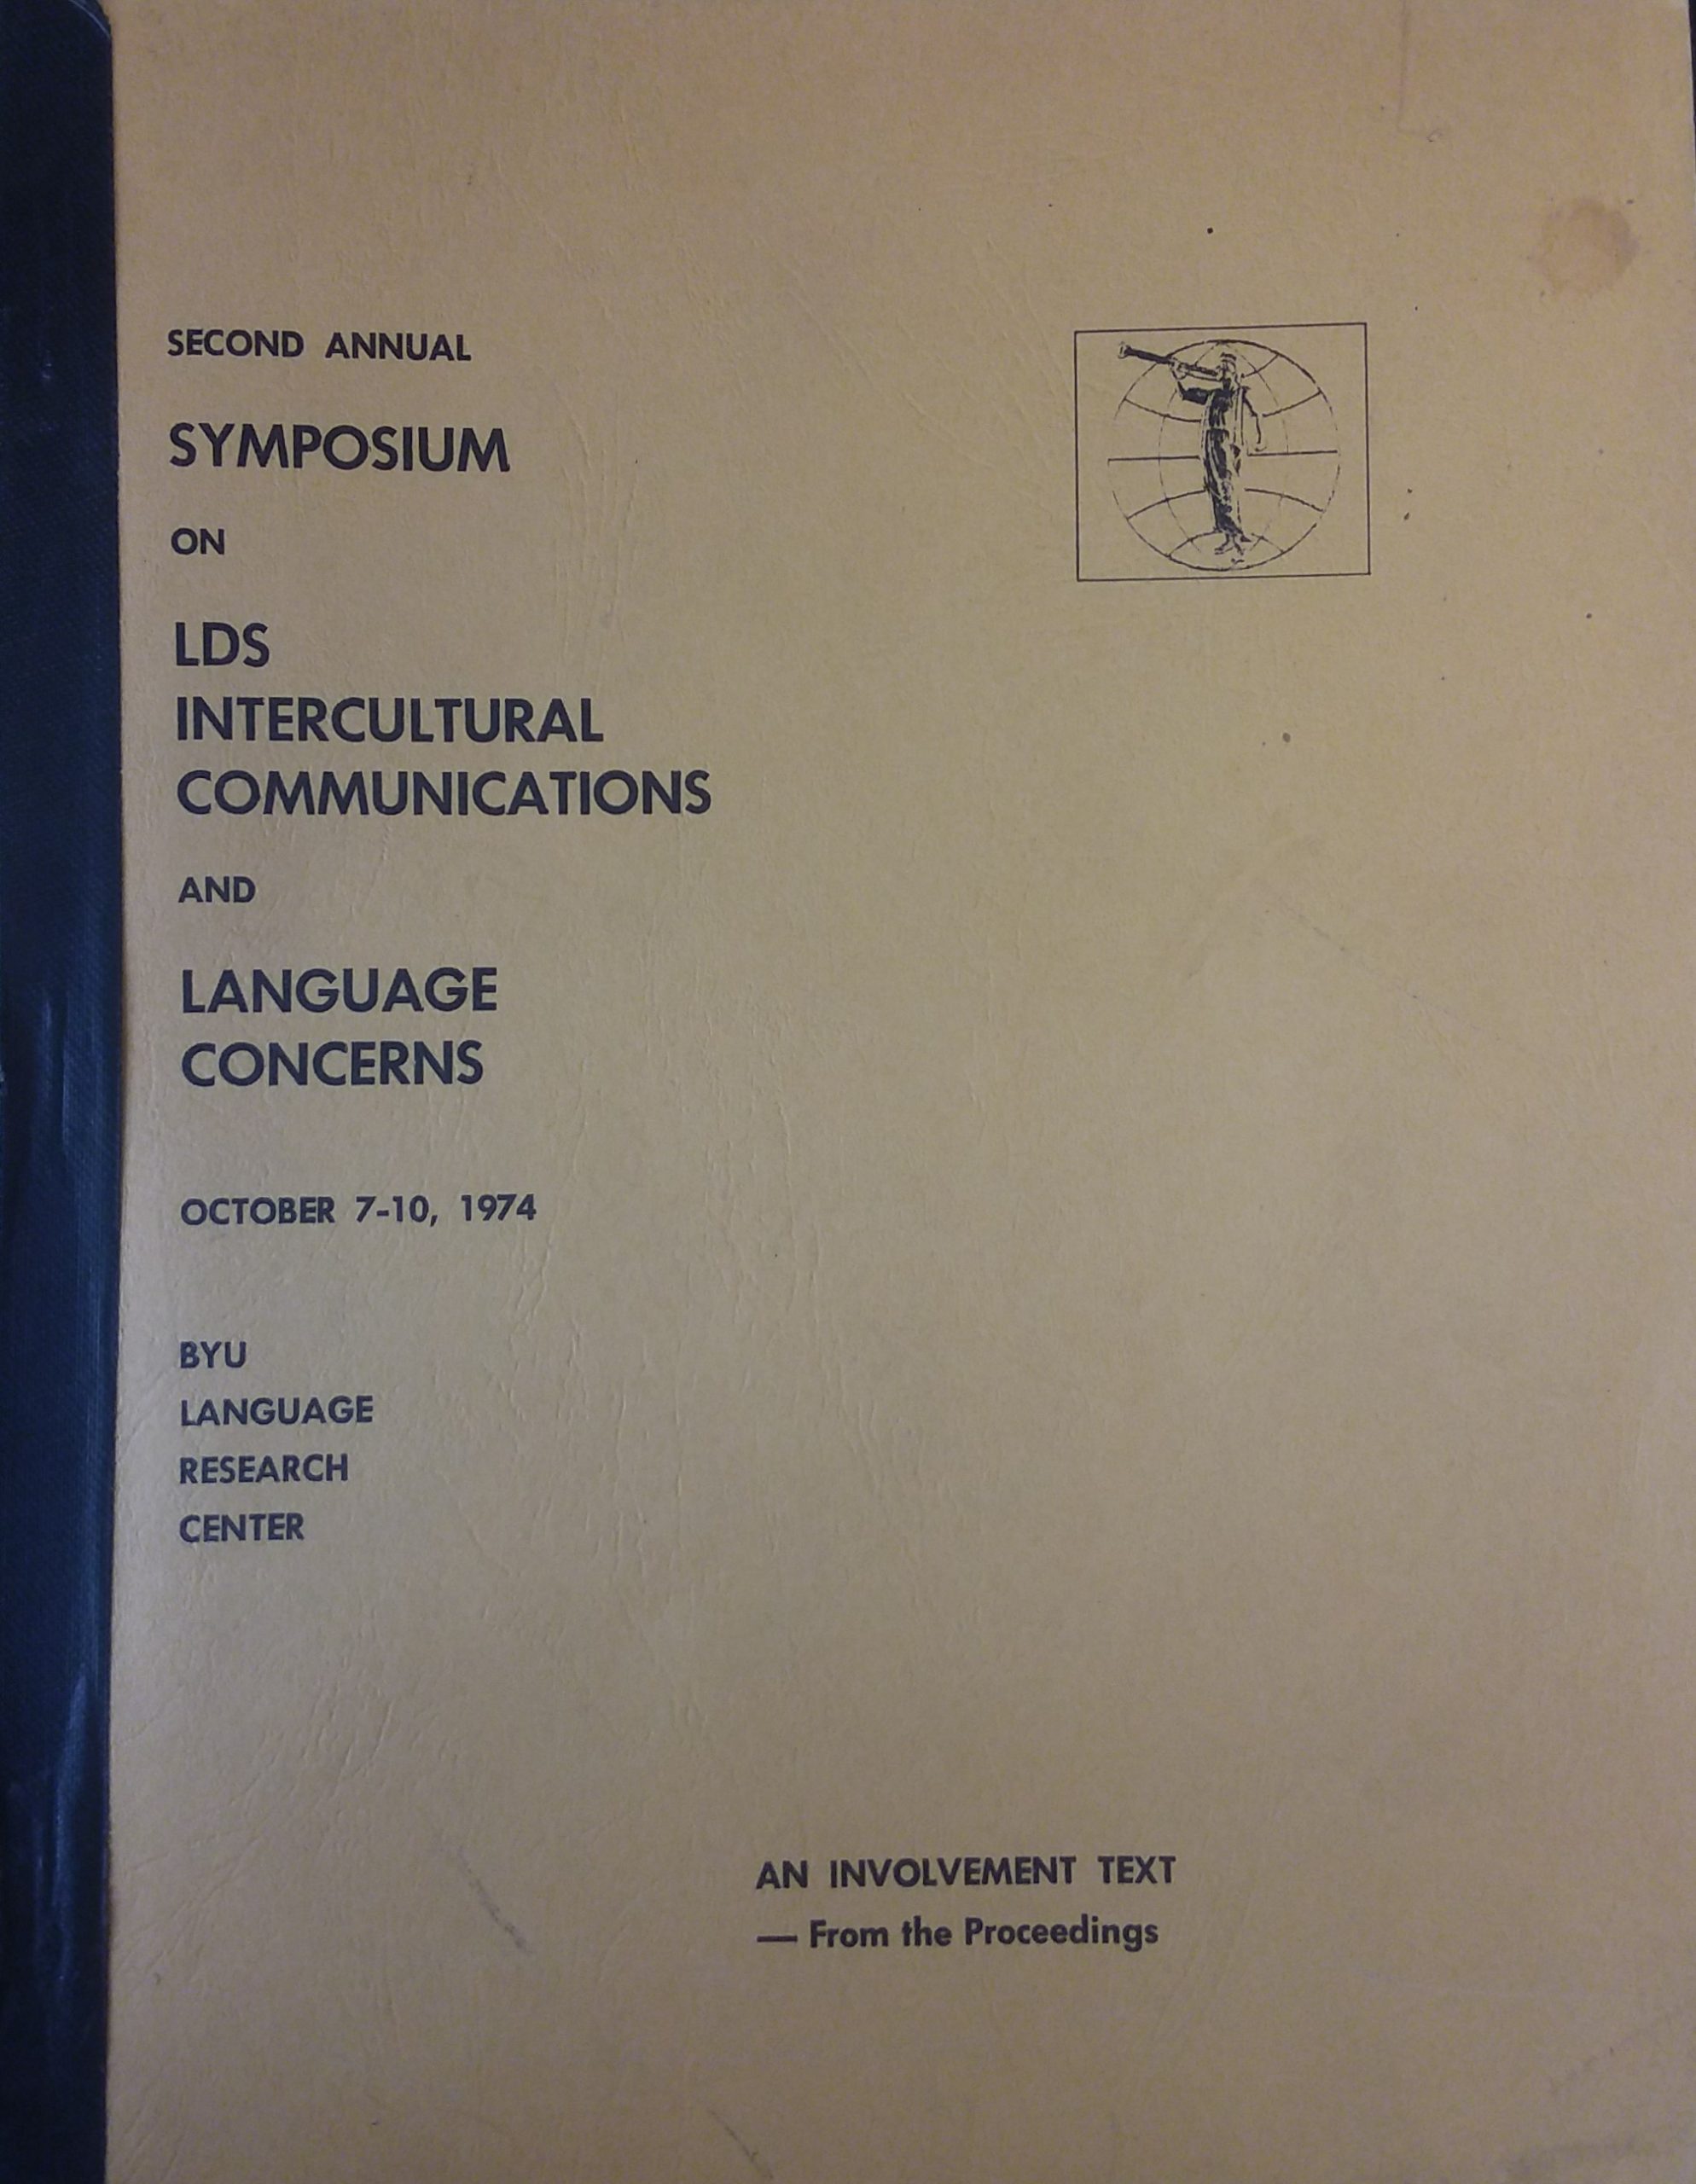 SECOND ANNUAL
SYMPOSIUM
ON
LDS
INTERCULTURAL
COMMUNICATIONS
AND
LANGUAGE
CONCERNS
OCTOBER 7-10, 1974
BYU
LANGUAGE
RESEARCH
CENTER
AN INVOLVEMENT TEXT
— From the Proceedings